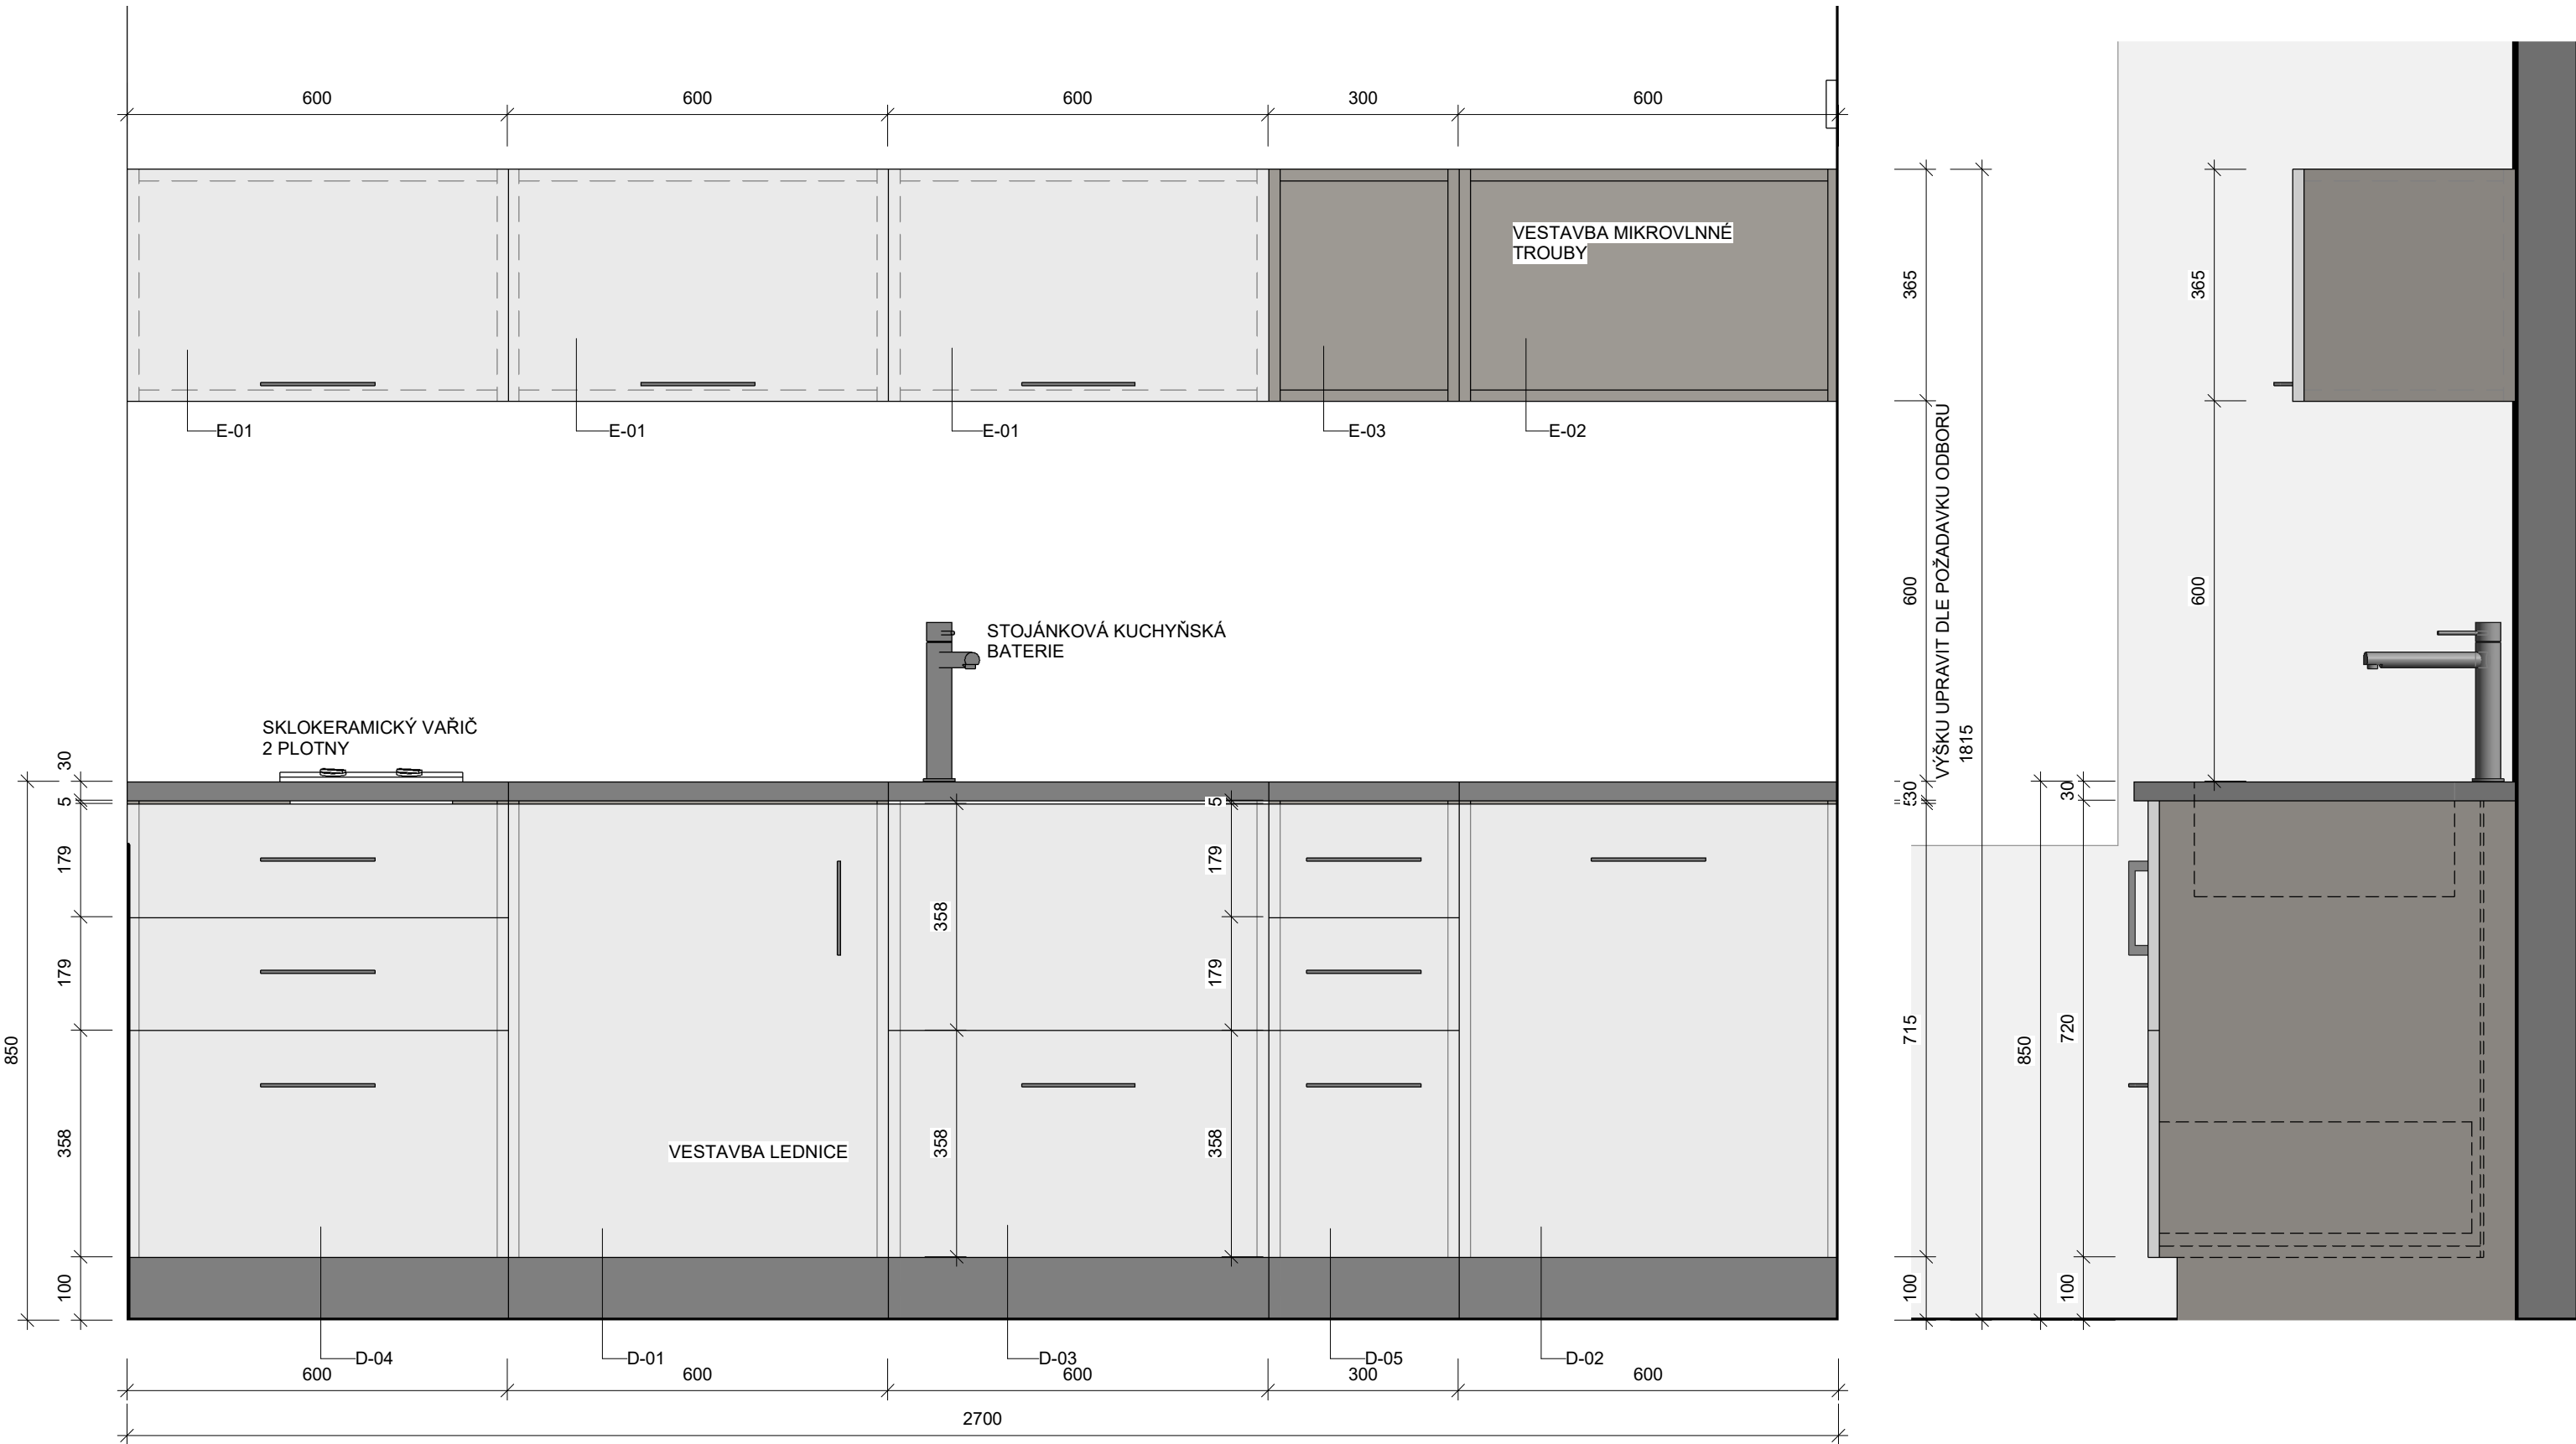 600
600
600
300
600
VESTAVBA MIKROVLNNÉ
TROUBY
E-01
E-01
E-01
E-03
E-02
STOJÁNKOVÁ KUCHYŇSKÁ
BATERIE
SKLOKERAMICKÝ VAŘIČ
2 PLOTNY
VESTAVBA LEDNICE
30
5
179
179
358
100
850
358
358
5
179
179
358
D-04
D-01
D-03
D-05
D-02
600
600
600
300
600
2700
365
600
30
5
715
100
VÝŠKU UPRAVIT DLE POŽADAVKU ODBORU
1815
850
30
720
100
365
600